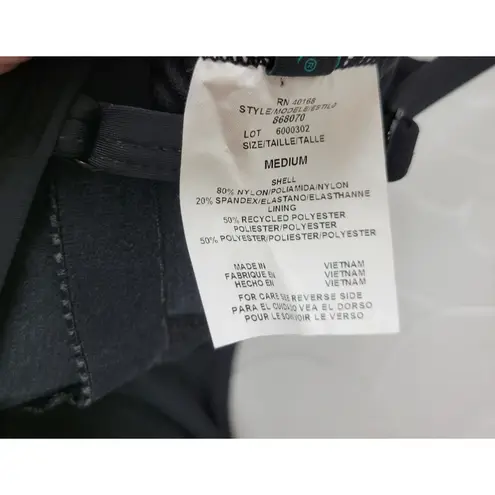 RN 40168
STYLE/MODELE/ESTILO
868070
LOT 6000302
SIZE/TAILLE/TALLE
MEDIUM
SHELL
80% NYLON/POLIAMIDA/NYLON
20% SPANDEX/ELASTANO/ELASTHANNE
LINING
50% RECYCLED POLYESTER
POLIESTER/POLYESTER
50% POLYESTER/POLIESTER/POLYESTER
MADE IN VIETNAM
FABRIQUE EN VIETNAM
HECHO EN VIETNAM
FOR CARE SEE REVERSE SIDE
PARA EL CUIDADO VEA EL DORSO
POUR LE SOIN VOIR LE VERSO